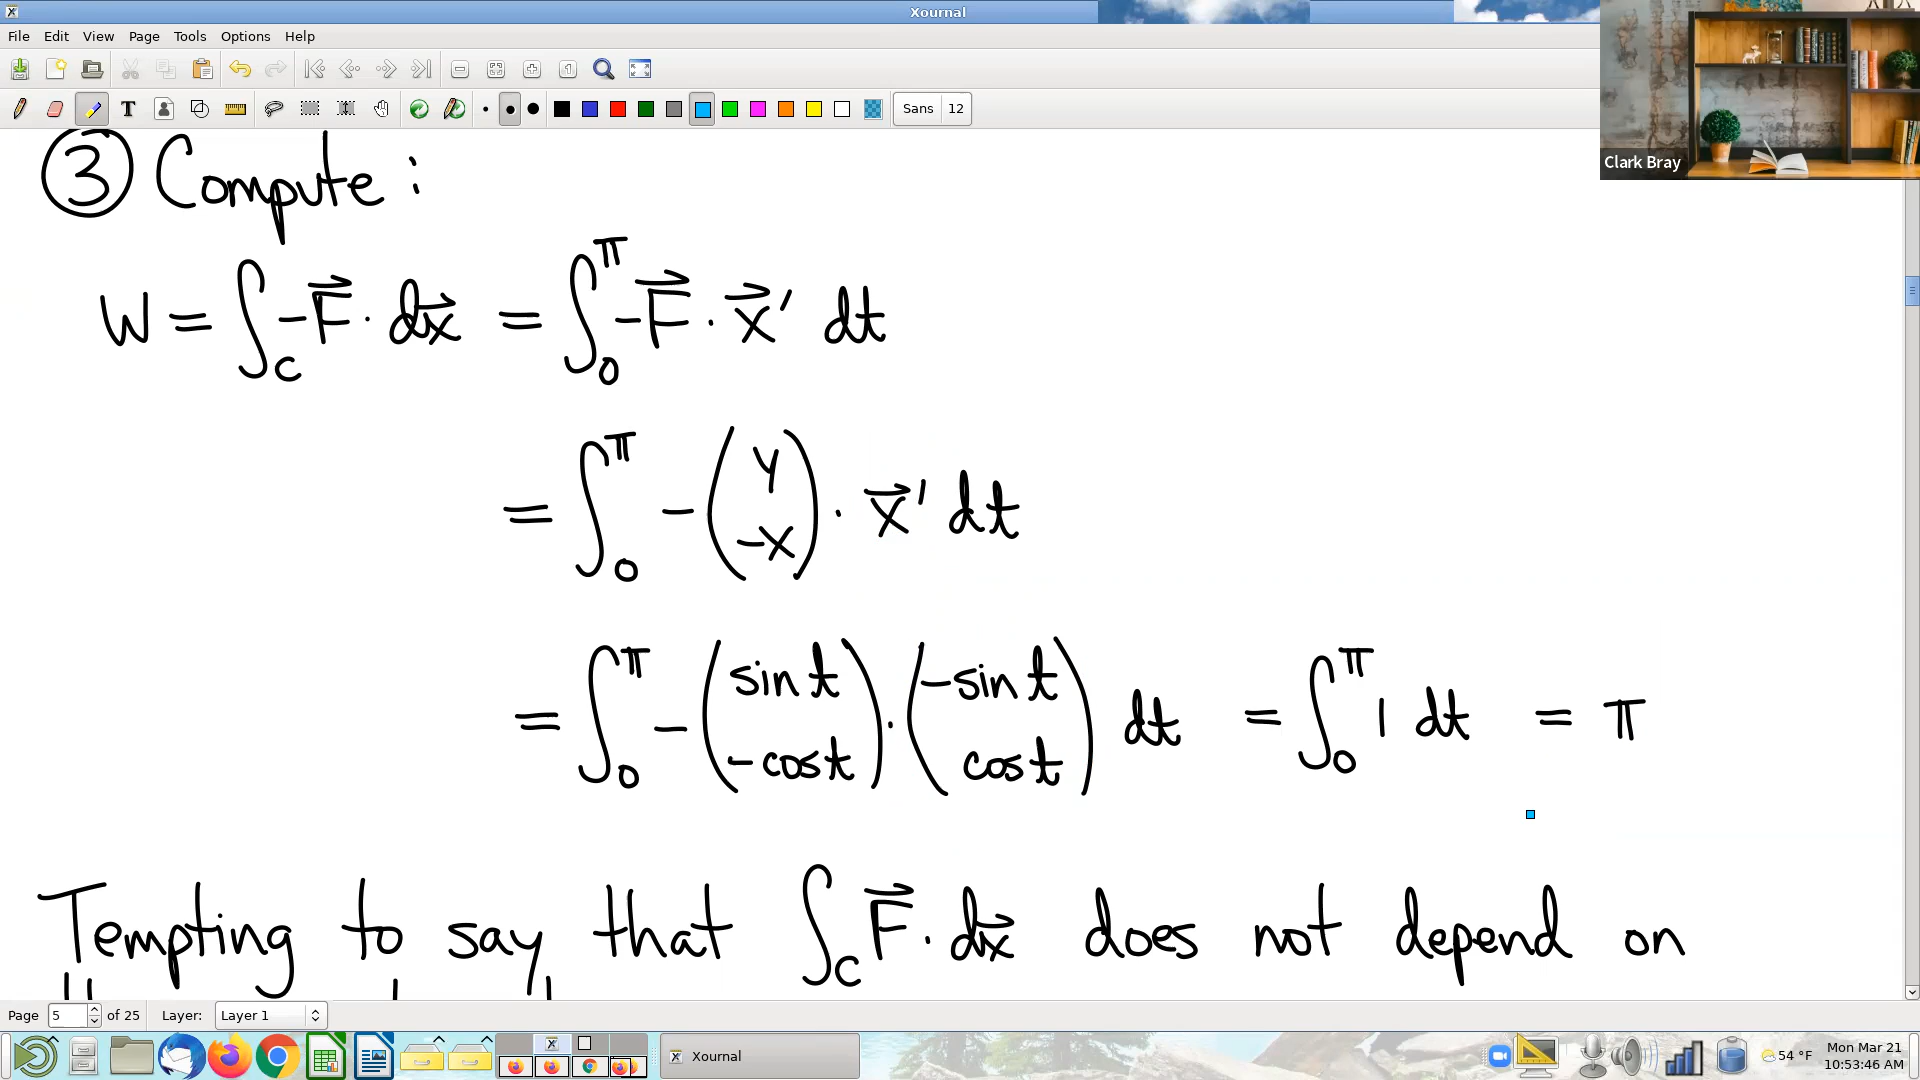 Xournal
File Edit View Page Tools Options Help
Sans 12
Clark Bray
③ Compute:
W = ∫_C -F⃗ · dx⃗ = ∫_0^π -F⃗ · x⃗′ dt
= ∫_0^π -(y -x) · x⃗′ dt
= ∫_0^π -(sin t -cos t) · (-sin t cos t) dt = ∫_0^π 1 dt = π
Tempting to say that ∫_C F⃗ · dx⃗ does not depend on
Page 5 of 25 Layer: Layer 1
Xournal
54 °F
Mon Mar 21
10:53:46 AM